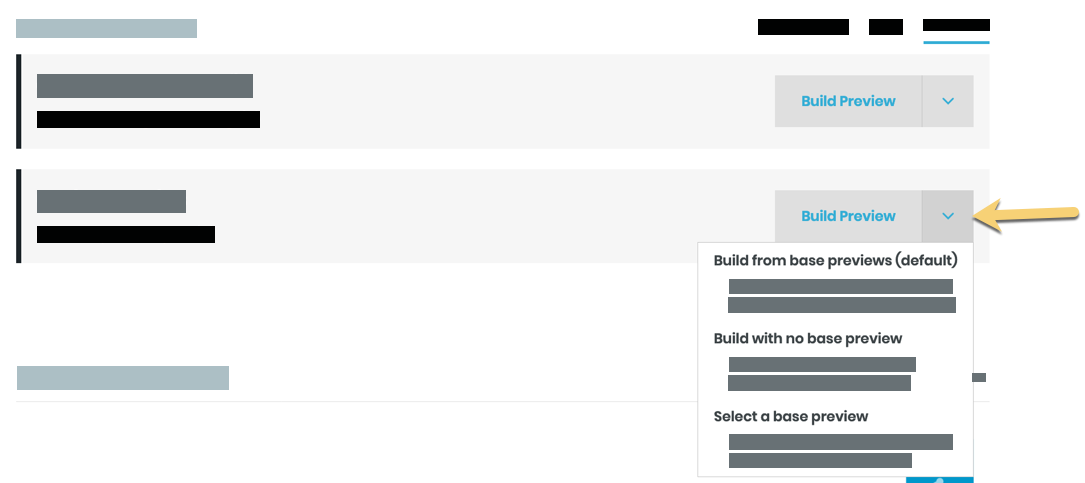 Build Preview
Build Preview
Build from base previews (default)
Build with no base preview
Select a base preview